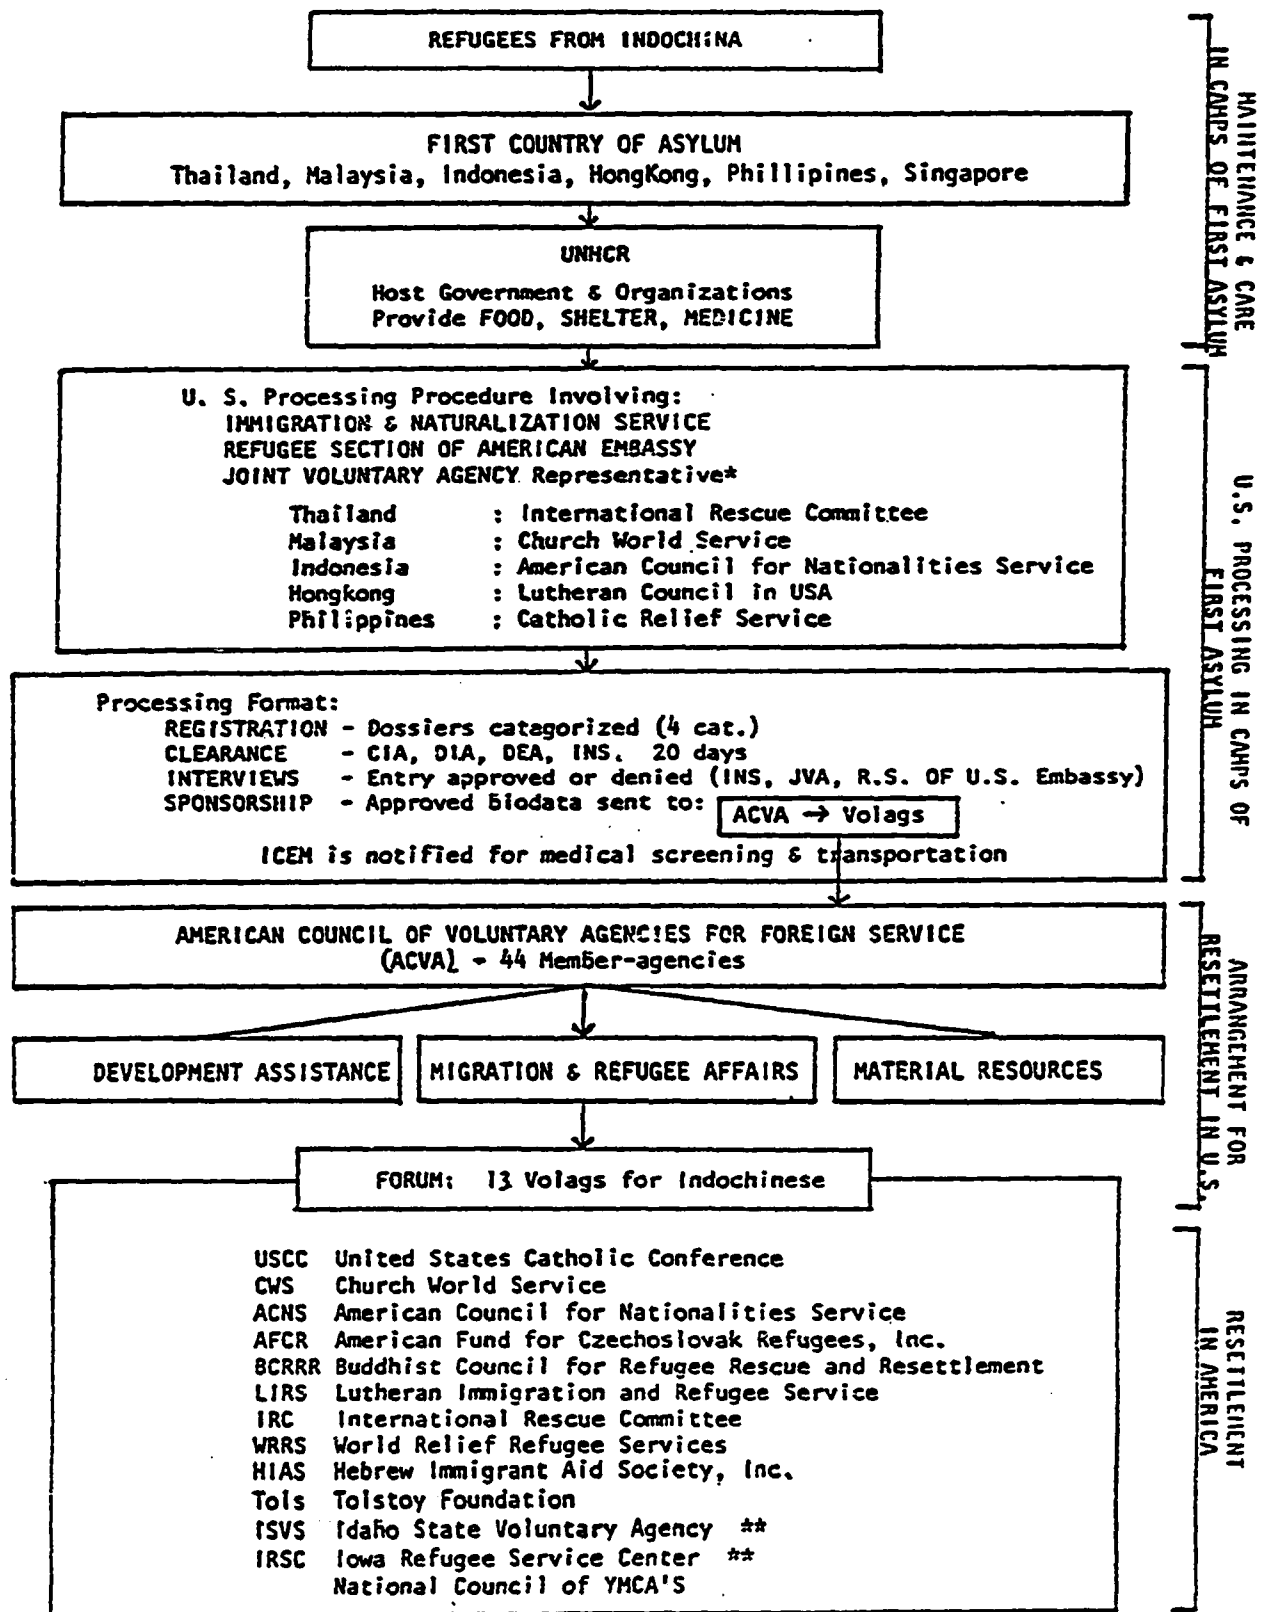 REFUGEES FROM INDOCHINA
FIRST COUNTRY OF ASYLUM
Thailand, Malaysia, Indonesia, HongKong, Phillipines, Singapore
UNHCR
Host Government & Organizations
Provide FOOD, SHELTER, MEDICINE
MAINTENANCE & CARE
IN CAMPS OF FIRST ASYLUM
U. S. Processing Procedure Involving:
IMMIGRATION & NATURALIZATION SERVICE
REFUGEE SECTION OF AMERICAN EMBASSY
JOINT VOLUNTARY AGENCY Representative*
Thailand : International Rescue Committee
Malaysia : Church World Service
Indonesia : American Council for Nationalities Service
Hongkong : Lutheran Council in USA
Philippines : Catholic Relief Service
Processing Format:
REGISTRATION - Dossiers catagorized (4 cat.)
CLEARANCE - CIA, DIA, DEA, INS. 20 days
INTERVIEWS - Entry approved or denied (INS, JVA, R.S. OF U.S. Embassy)
SPONSORSHIP - Approved biodata sent to: ACVA → Volags
ICEM is notified for medical screening & transportation
U.S. PROCESSING IN CAMPS OF
FIRST ASYLUM
AMERICAN COUNCIL OF VOLUNTARY AGENCIES FOR FOREIGN SERVICE
(ACVA) - 44 Member-agencies
DEVELOPMENT ASSISTANCE
MIGRATION & REFUGEE AFFAIRS
MATERIAL RESOURCES
ARRANGEMENT FOR
RESETTLEMENT IN U.S.
FORUM: 13 Volags for Indochinese
USCC United States Catholic Conference
CWS Church World Service
ACNS American Council for Nationalities Service
AFCR American Fund for Czechoslovak Refugees, Inc.
BCRRR Buddhist Council for Refugee Rescue and Resettlement
LIRS Lutheran Immigration and Refugee Service
IRC International Rescue Committee
WRRS World Relief Refugee Services
HIAS Hebrew Immigrant Aid Society, Inc.
Tols Tolstoy Foundation
ISVS Idaho State Voluntary Agency **
IRSC Iowa Refugee Service Center **
National Council of YMCA'S
RESETTLEMENT
IN AMERICA